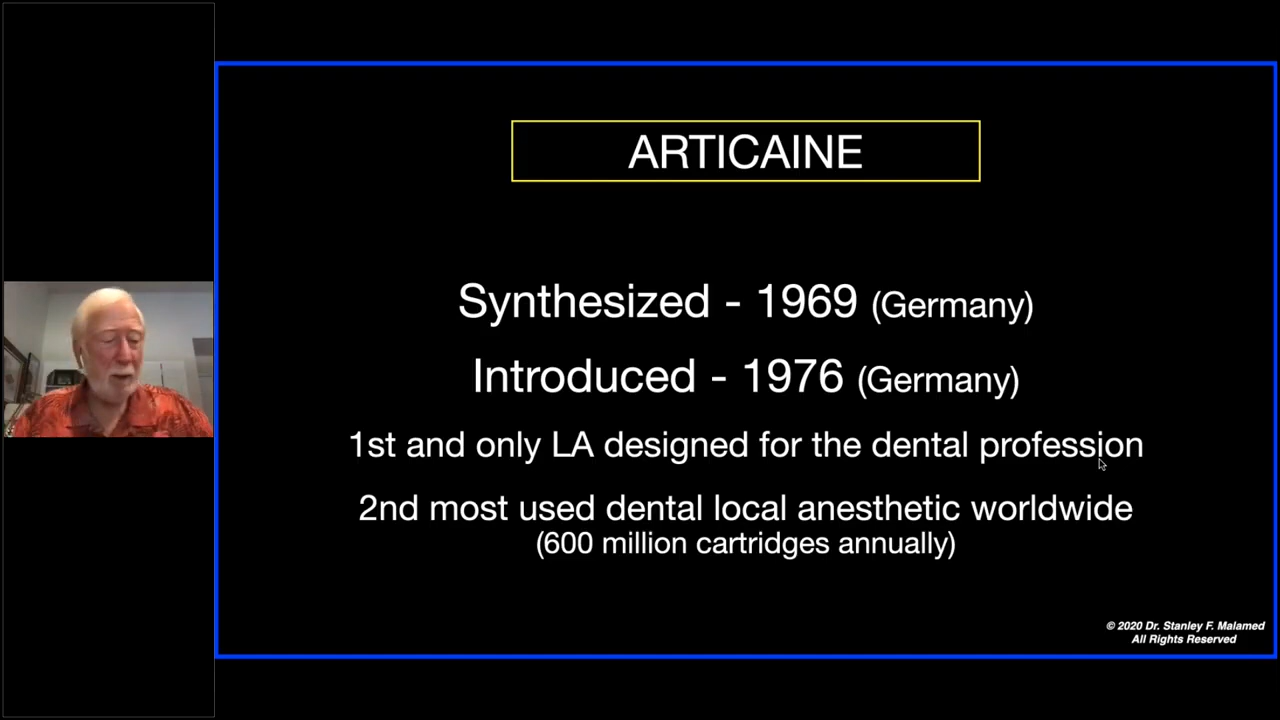 ARTICAINE
Synthesized - 1969 (Germany)
Introduced - 1976 (Germany)
1st and only LA designed for the dental profession
2nd most used dental local anesthetic worldwide
(600 million cartridges annually)
© 2020 Dr. Stanley F. Malamed
All Rights Reserved